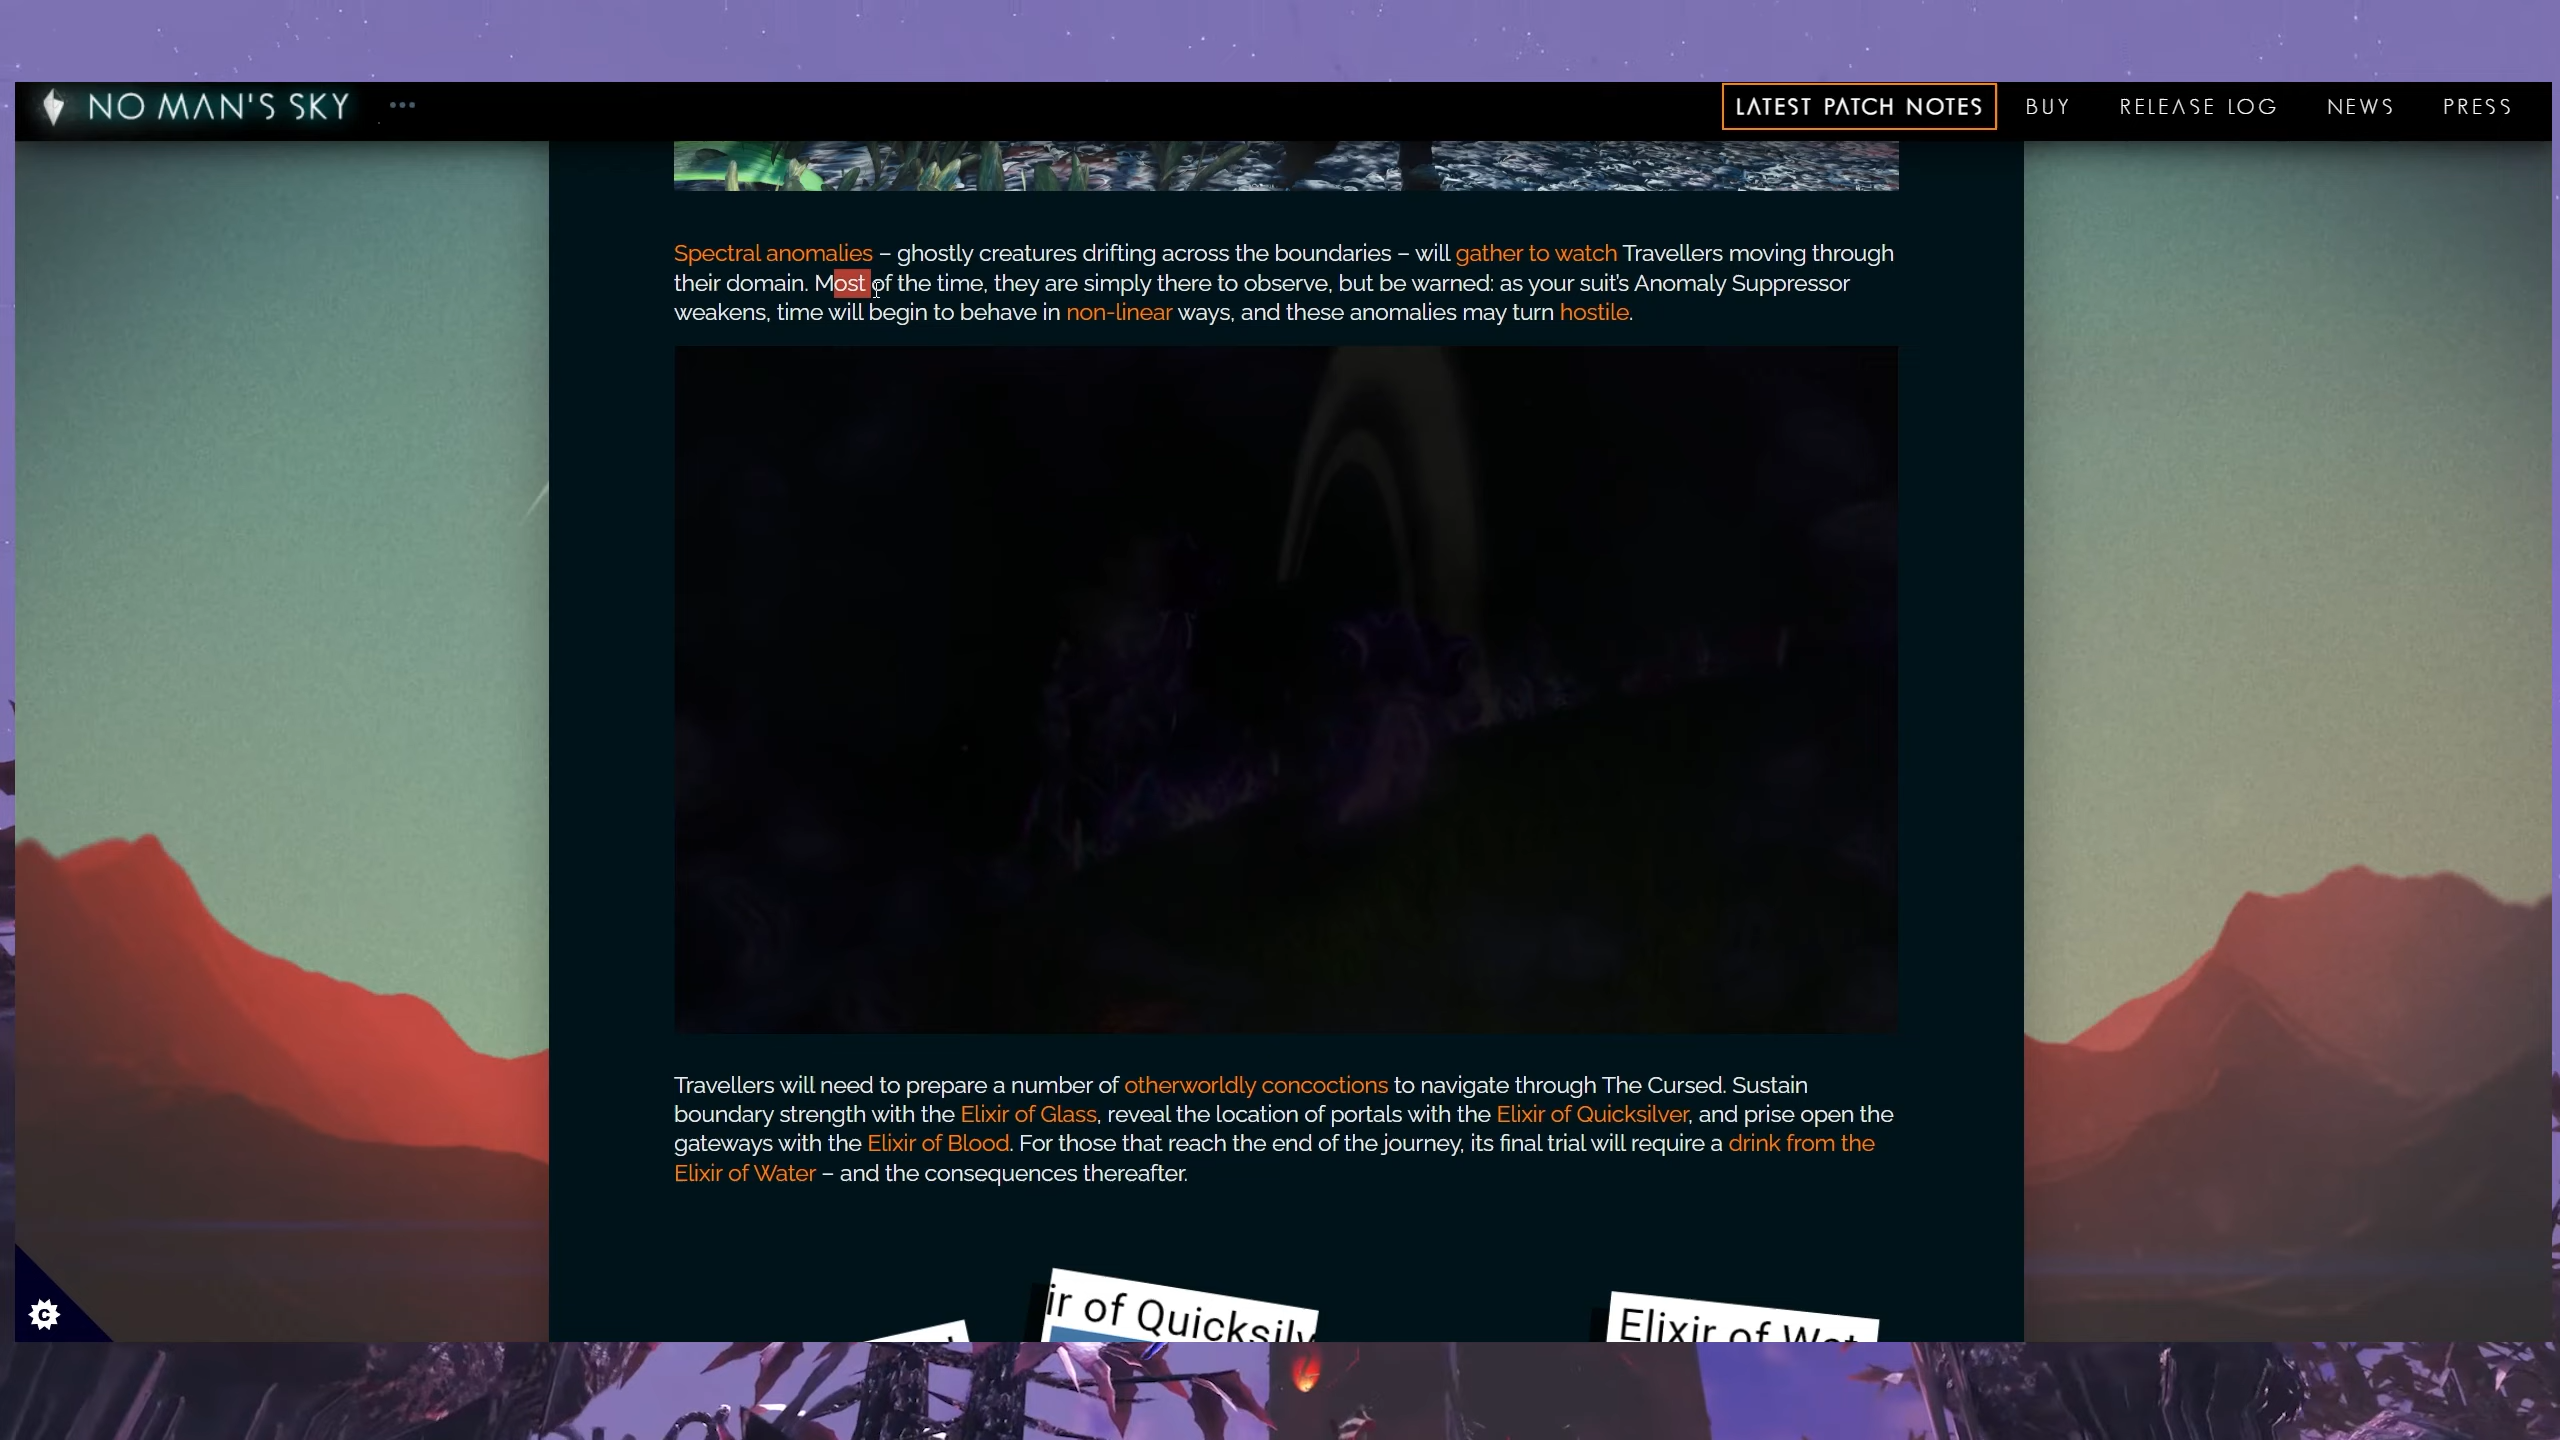 NO MAN'S SKY
LATEST PATCH NOTES
BUY
RELEASE LOG
NEWS
PRESS
Spectral anomalies – ghostly creatures drifting across the boundaries – will gather to watch Travellers moving through
their domain. Most of the time, they are simply there to observe, but be warned: as your suit's Anomaly Suppressor
weakens, time will begin to behave in non-linear ways, and these anomalies may turn hostile.
Travellers will need to prepare a number of otherworldly concoctions to navigate through The Cursed. Sustain
boundary strength with the Elixir of Glass, reveal the location of portals with the Elixir of Quicksilver, and prise open the
gateways with the Elixir of Blood. For those that reach the end of the journey, its final trial will require a drink from the
Elixir of Water – and the consequences thereafter.
ir of Quicksilv
Elixir of Wat